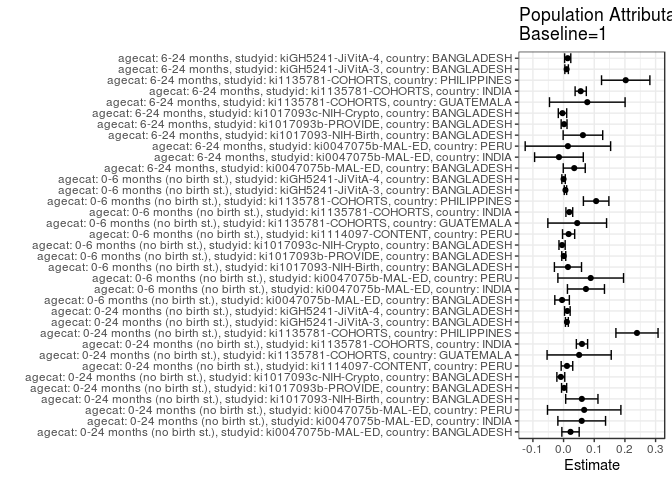 Population Attributa
Baseline=1
agecat: 6-24 months, studyid: kiGH5241-JiVitA-4, country: BANGLADESH
agecat: 6-24 months, studyid: kiGH5241-JiVitA-3, country: BANGLADESH
agecat: 6-24 months, studyid: ki1135781-COHORTS, country: PHILIPPINES
agecat: 6-24 months, studyid: ki1135781-COHORTS, country: INDIA
agecat: 6-24 months, studyid: ki1135781-COHORTS, country: GUATEMALA
agecat: 6-24 months, studyid: ki1017093c-NIH-Crypto, country: BANGLADESH
agecat: 6-24 months, studyid: ki1017093b-PROVIDE, country: BANGLADESH
agecat: 6-24 months, studyid: ki1017093-NIH-Birth, country: BANGLADESH
agecat: 6-24 months, studyid: ki0047075b-MAL-ED, country: PERU
agecat: 6-24 months, studyid: ki0047075b-MAL-ED, country: INDIA
agecat: 6-24 months, studyid: ki0047075b-MAL-ED, country: BANGLADESH
agecat: 0-6 months (no birth st.), studyid: kiGH5241-JiVitA-4, country: BANGLADESH
agecat: 0-6 months (no birth st.), studyid: kiGH5241-JiVitA-3, country: BANGLADESH
agecat: 0-6 months (no birth st.), studyid: ki1135781-COHORTS, country: PHILIPPINES
agecat: 0-6 months (no birth st.), studyid: ki1135781-COHORTS, country: INDIA
agecat: 0-6 months (no birth st.), studyid: ki1135781-COHORTS, country: GUATEMALA
agecat: 0-6 months (no birth st.), studyid: ki1114097-CONTENT, country: PERU
agecat: 0-6 months (no birth st.), studyid: ki1017093c-NIH-Crypto, country: BANGLADESH
agecat: 0-6 months (no birth st.), studyid: ki1017093b-PROVIDE, country: BANGLADESH
agecat: 0-6 months (no birth st.), studyid: ki1017093-NIH-Birth, country: BANGLADESH
agecat: 0-6 months (no birth st.), studyid: ki0047075b-MAL-ED, country: PERU
agecat: 0-6 months (no birth st.), studyid: ki0047075b-MAL-ED, country: INDIA
agecat: 0-6 months (no birth st.), studyid: ki0047075b-MAL-ED, country: BANGLADESH
agecat: 0-24 months (no birth st.), studyid: kiGH5241-JiVitA-4, country: BANGLADESH
agecat: 0-24 months (no birth st.), studyid: kiGH5241-JiVitA-3, country: BANGLADESH
agecat: 0-24 months (no birth st.), studyid: ki1135781-COHORTS, country: PHILIPPINES
agecat: 0-24 months (no birth st.), studyid: ki1135781-COHORTS, country: INDIA
agecat: 0-24 months (no birth st.), studyid: ki1135781-COHORTS, country: GUATEMALA
agecat: 0-24 months (no birth st.), studyid: ki1114097-CONTENT, country: PERU
agecat: 0-24 months (no birth st.), studyid: ki1017093c-NIH-Crypto, country: BANGLADESH
agecat: 0-24 months (no birth st.), studyid: ki1017093b-PROVIDE, country: BANGLADESH
agecat: 0-24 months (no birth st.), studyid: ki1017093-NIH-Birth, country: BANGLADESH
agecat: 0-24 months (no birth st.), studyid: ki0047075b-MAL-ED, country: PERU
agecat: 0-24 months (no birth st.), studyid: ki0047075b-MAL-ED, country: INDIA
agecat: 0-24 months (no birth st.), studyid: ki0047075b-MAL-ED, country: BANGLADESH
-0.1 0.0 0.1 0.2 0.3
Estimate